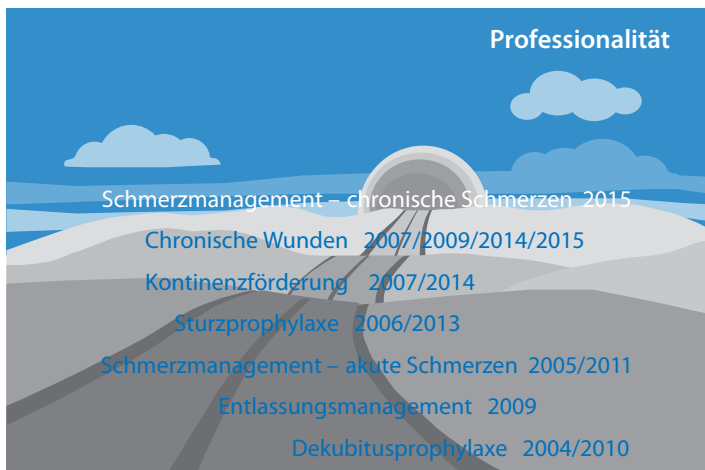 Professionalität
Schmerzmanagement – chronische Schmerzen 2015
Chronische Wunden 2007/2009/2014/2015
Kontinenzförderung 2007/2014
Sturzprophylaxe 2006/2013
Schmerzmanagement – akute Schmerzen 2005/2011
Entlassungsmanagement 2009
Dekubitusprophylaxe 2004/2010